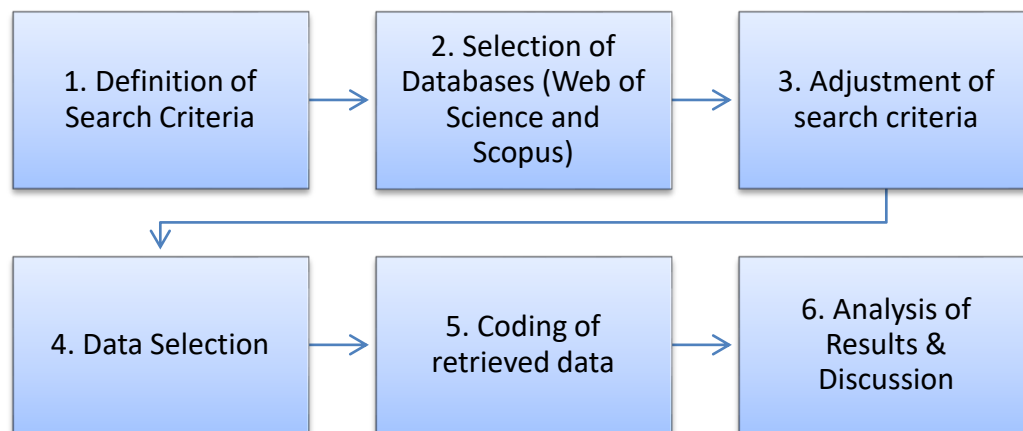 1. Definition of
Search Criteria
2. Selection of
Databases (Web of
Science and
Scopus)
3. Adjustment of
search criteria
4. Data Selection
5. Coding of
retrieved data
6. Analysis of
Results &
Discussion